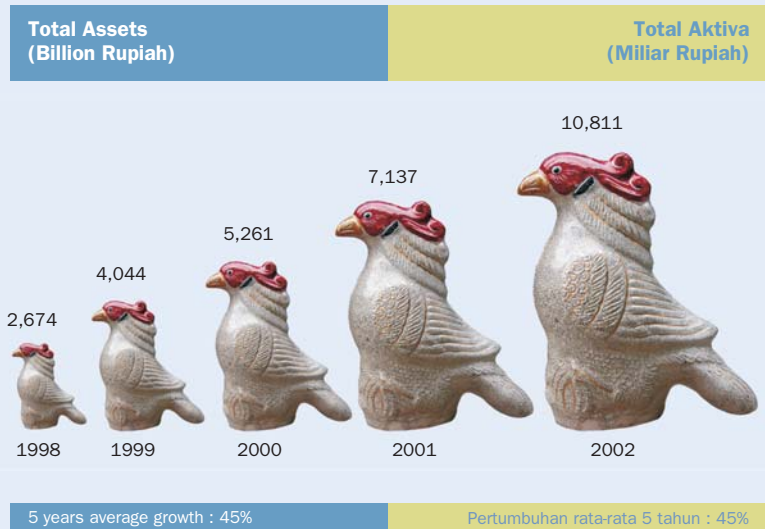 Total Assets
(Billion Rupiah)
Total Aktiva
(Miliar Rupiah)
10,811
7,137
5,261
4,044
2,674
1998 1999 2000 2001 2002
5 years average growth : 45%
Pertumbuhan rata-rata 5 tahun : 45%